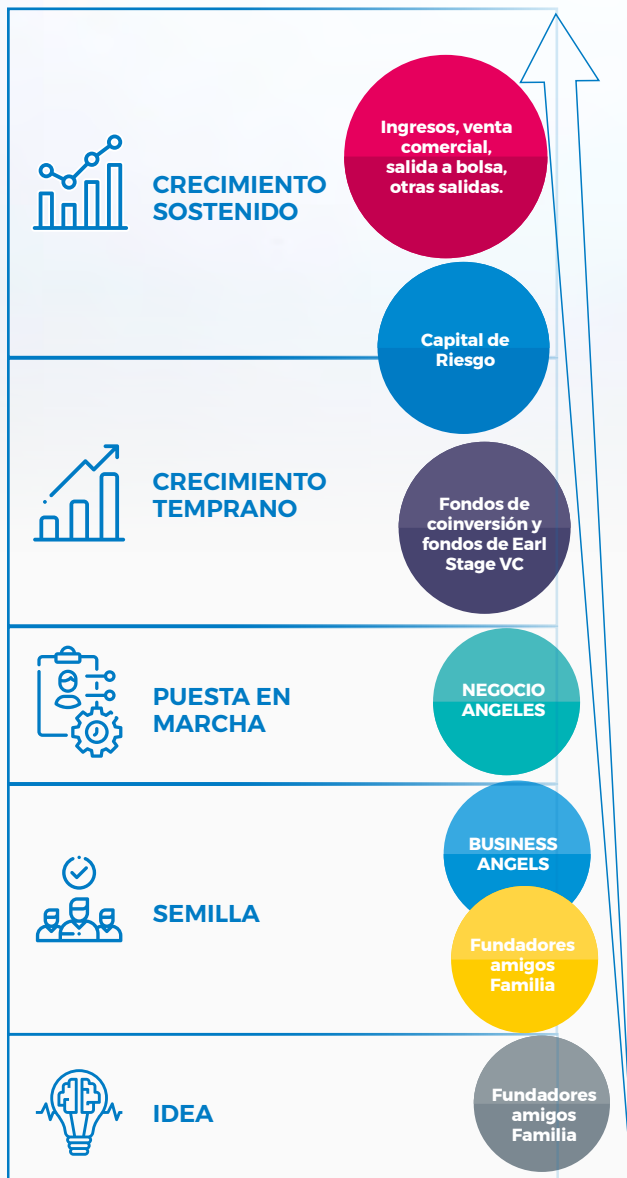 Ingresos, venta
comercial,
salida a bolsa,
otras salidas.
CRECIMIENTO
SOSTENIDO
Capital de
Riesgo
CRECIMIENTO
TEMPRANO
Fondos de
coinversión y
fondos de Earl
Stage VC
PUESTA EN
MARCHA
NEGOCIO
ANGELES
SEMILLA
BUSINESS
ANGELS
Fundadores
amigos
Familia
IDEA
Fundadores
amigos
Familia